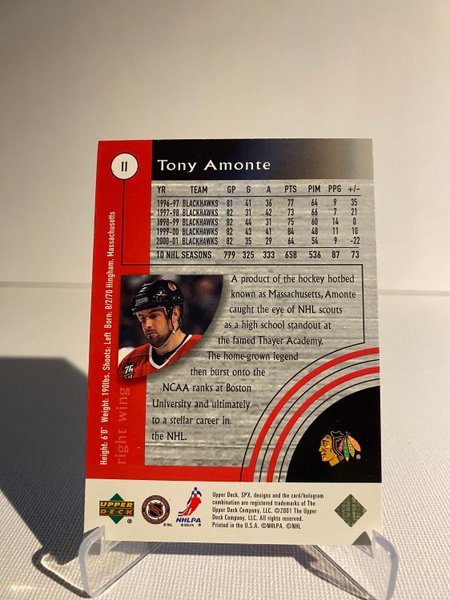 11 Tony Amonte
YR TEAM GP G A PTS PIM PPG +/-
1996-97 BLACKHAWKS 81 41 36 77 64 9 35
1997-98 BLACKHAWKS 82 31 42 73 66 7 21
1998-99 BLACKHAWKS 82 44 31 75 60 14 0
1999-00 BLACKHAWKS 82 43 41 84 48 11 10
2000-01 BLACKHAWKS 82 35 29 64 54 9 -22
10 NHL SEASONS 779 325 333 658 536 87 73
Height: 6'0" Weight: 190lbs. Shoots: Left Born: 8/2/70 Hingham, Massachusetts
right wing
A product of the hockey hotbed
known as Massachusetts, Amonte
caught the eye of NHL scouts
as a high school standout at
the famed Thayer Academy.
The home-grown legend
then burst onto the
NCAA ranks at Boston
University and ultimately
to a stellar career in
the NHL.
UPPER DECK
NHL
NHLPA
Upper Deck, SPX, designs and the card/hologram
combination are registered trademarks of The
Upper Deck Company, LLC. ©2001 The Upper
Deck Company, LLC. All rights reserved.
Printed in the U.S.A. ©NHLPA. ©NHL